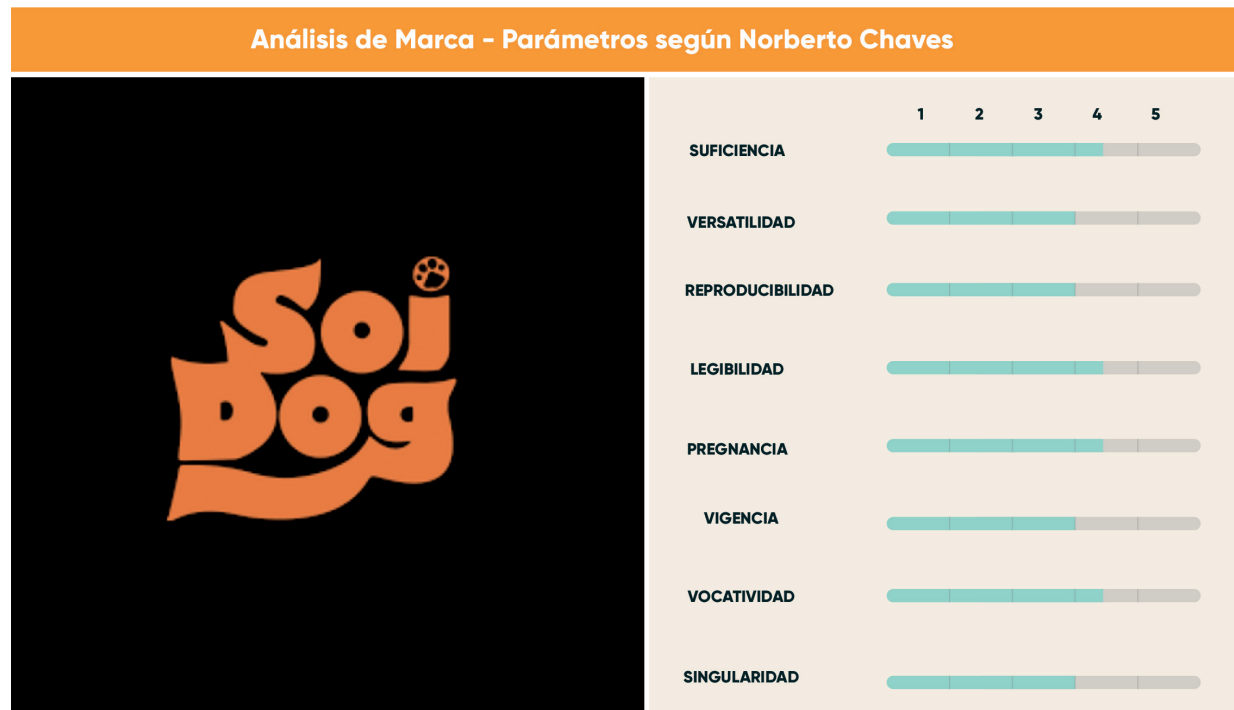 Análisis de Marca - Parámetros según Norberto Chaves
Soi
Dog
1 2 3 4 5
SUFICIENCIA
VERSATILIDAD
REPRODUCIBILIDAD
LEGIBILIDAD
PREGNANCIA
VIGENCIA
VOCATIVIDAD
SINGULARIDAD